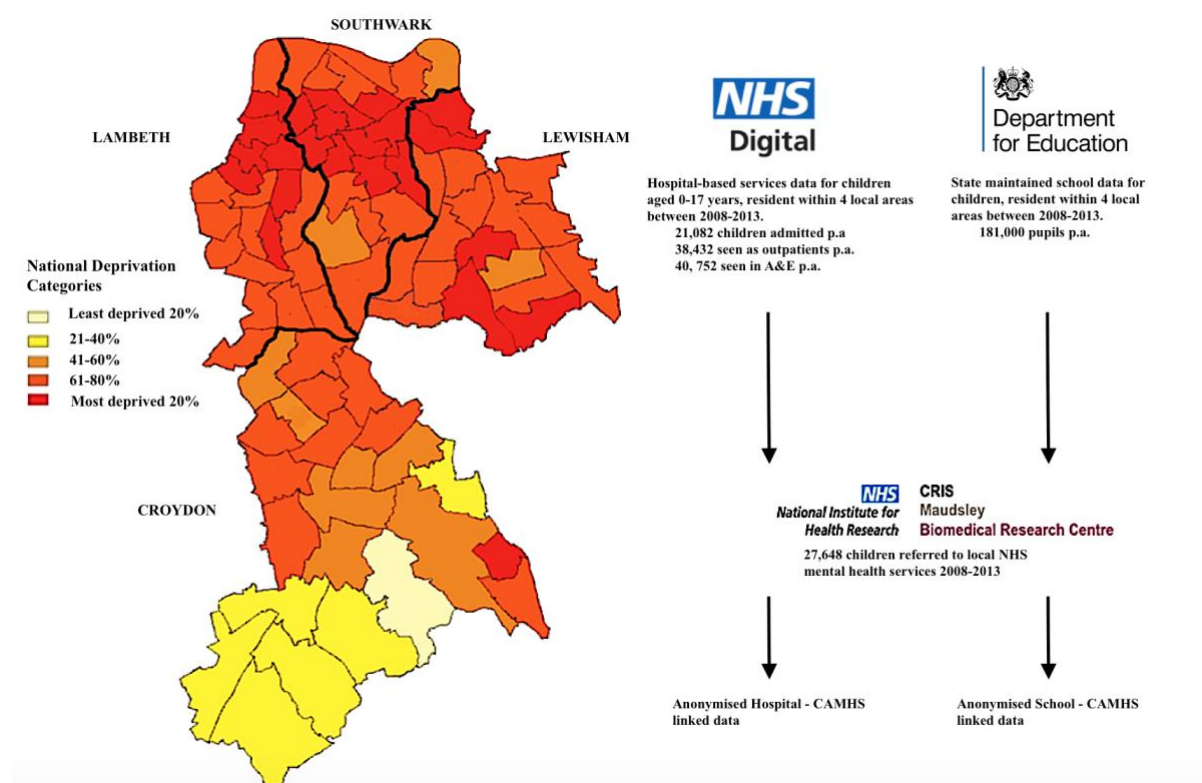 SOUTHWARK
LAMBETH
LEWISHAM
CROYDON
National Deprivation
Categories
Least deprived 20%
21-40%
41-60%
61-80%
Most deprived 20%
NHS
Digital
Hospital-based services data for children
aged 0-17 years, resident within 4 local areas
between 2008-2013.
21,082 children admitted p.a
38,432 seen as outpatients p.a.
40, 752 seen in A&E p.a.
Department
for Education
State maintained school data for
children, resident within 4 local
areas between 2008-2013.
181,000 pupils p.a.
NHS
National Institute for
Health Research
CRIS
Maudsley
Biomedical Research Centre
27,648 children referred to local NHS
mental health services 2008-2013
Anonymised Hospital - CAMHS
linked data
Anonymised School - CAMHS
linked data